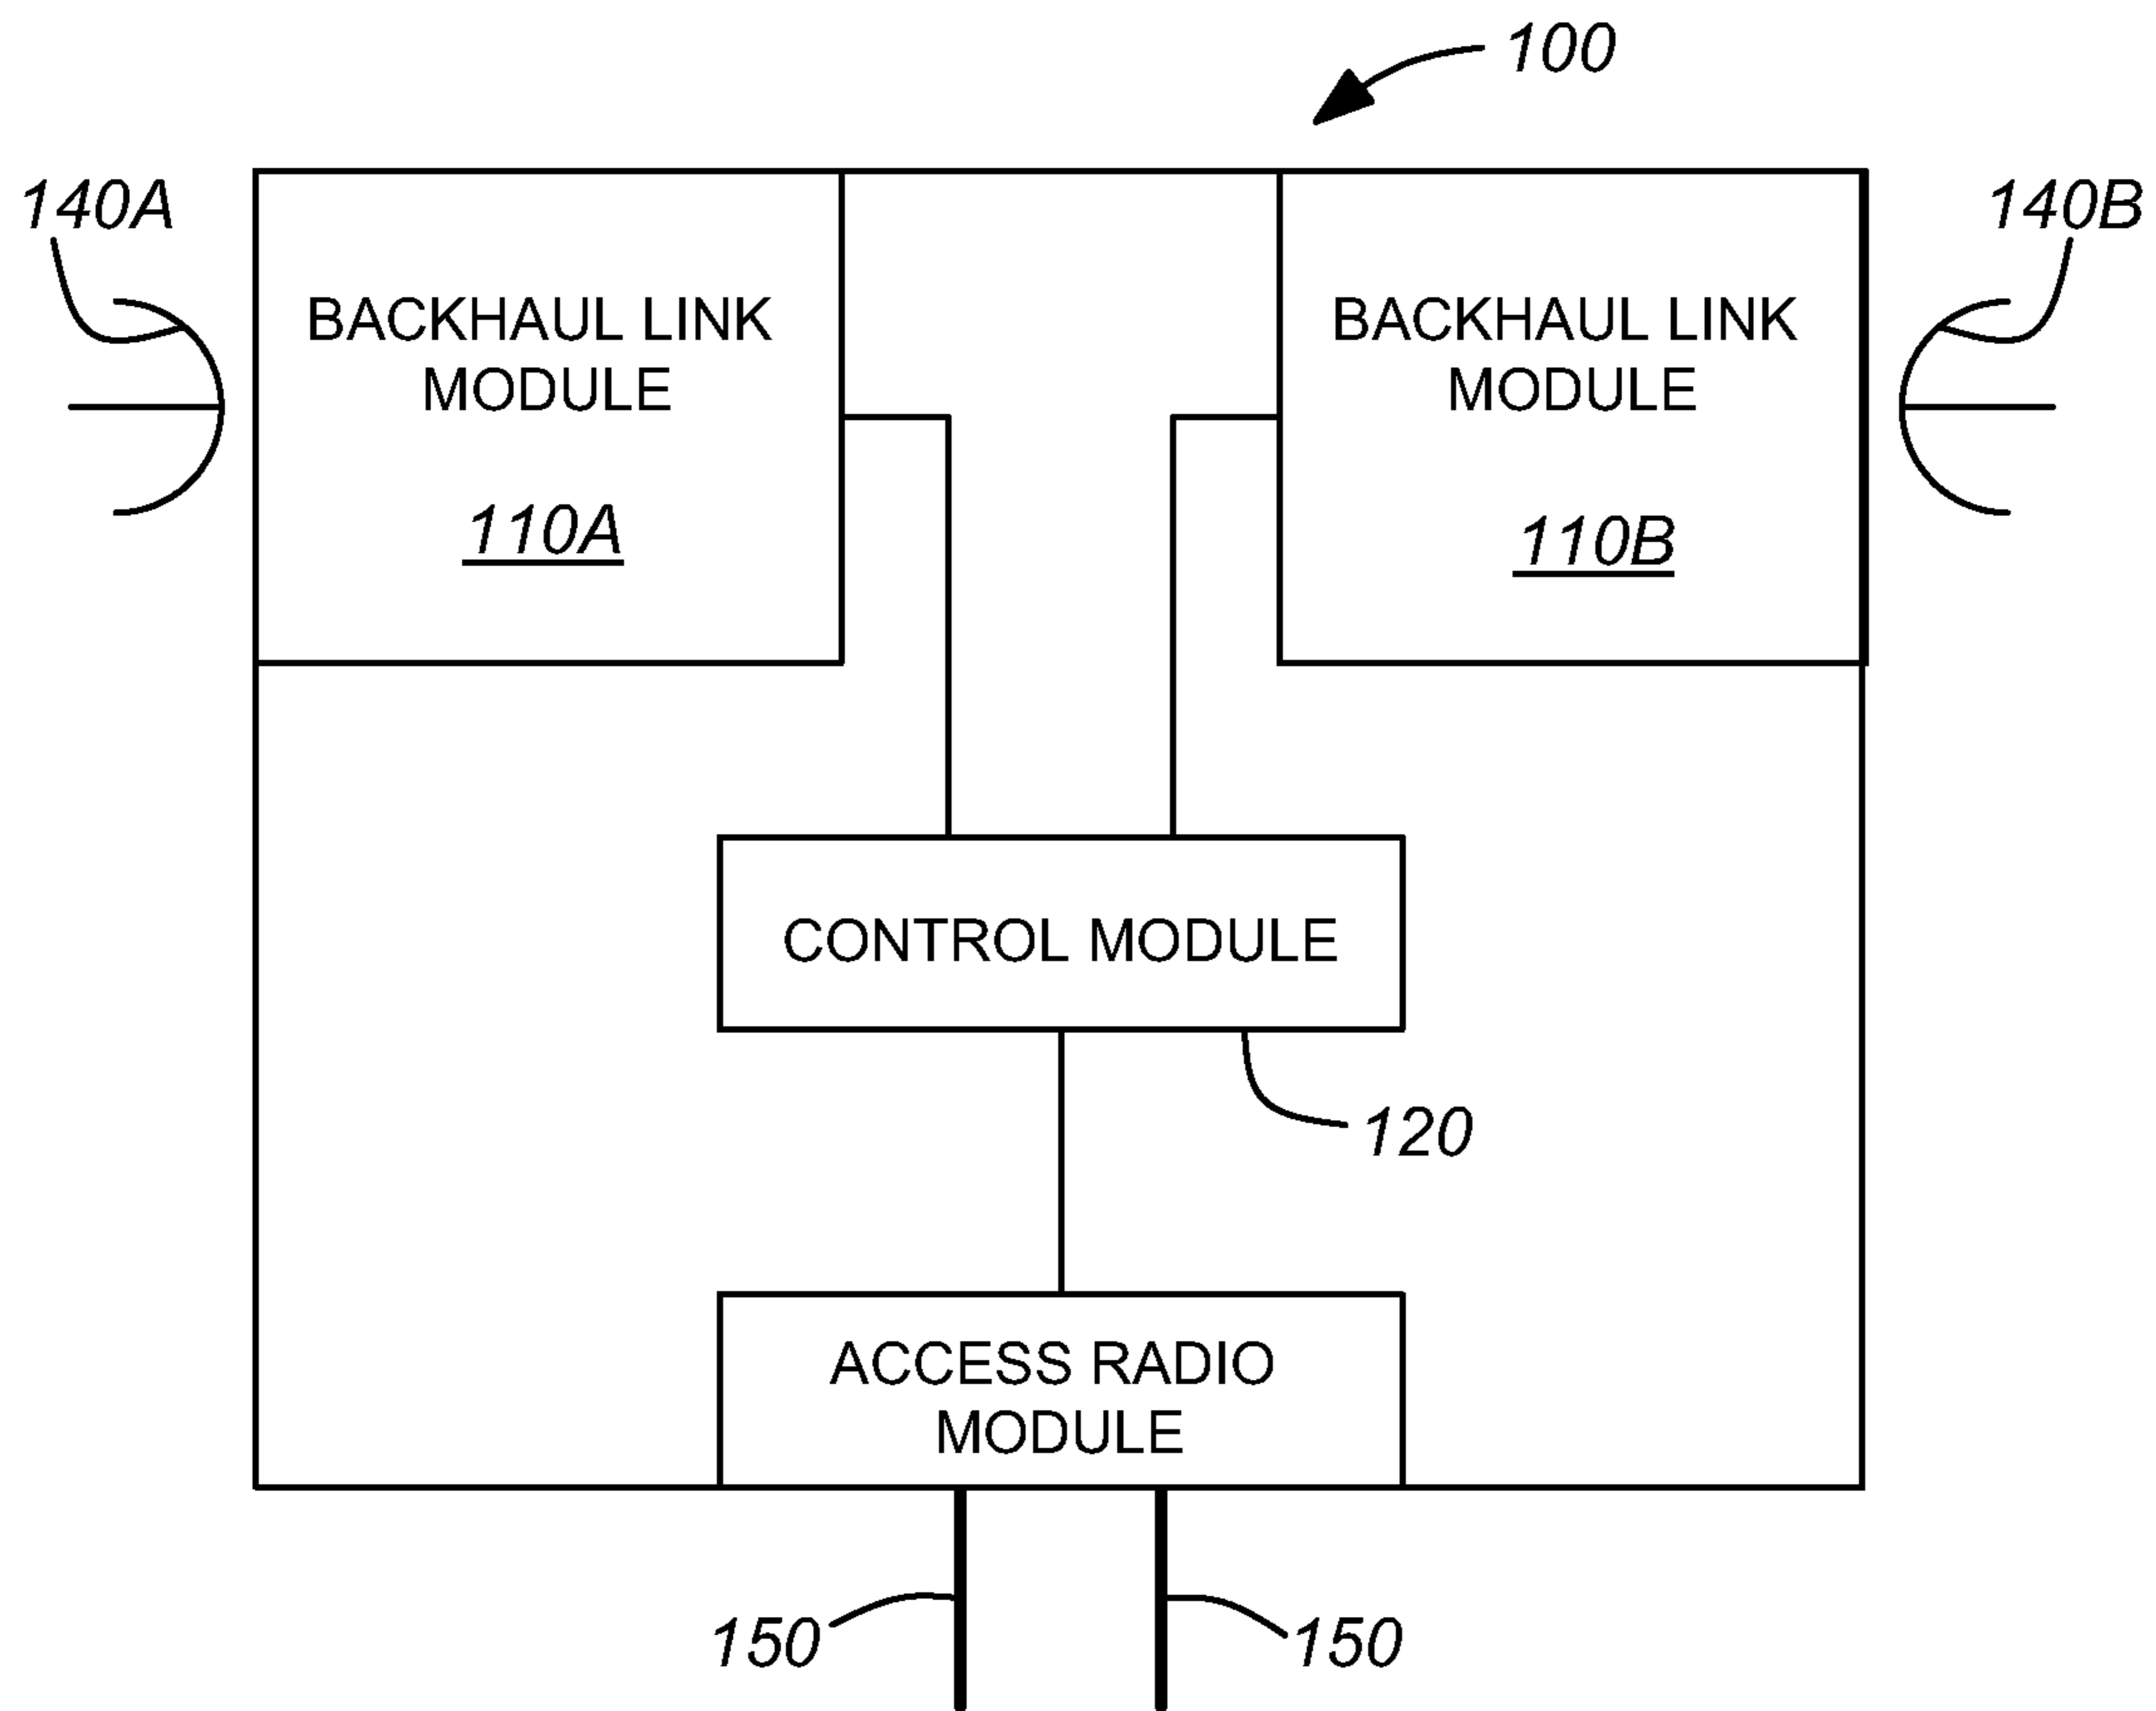 100
140A
140B
BACKHAUL LINK
MODULE
110A
BACKHAUL LINK
MODULE
110B
CONTROL MODULE
120
ACCESS RADIO
MODULE
150
150